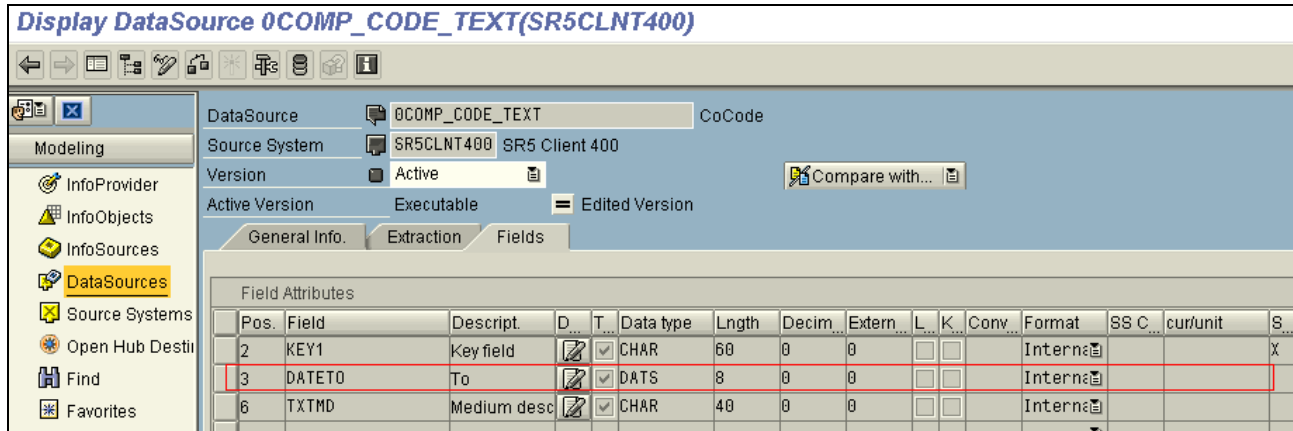 Display DataSource 0COMP_CODE_TEXT(SR5CLNT400)
DataSource 0COMP_CODE_TEXT CoCode
Modeling Source System SR5CLNT400 SR5 Client 400
Version Active Compare with...
InfoProvider
Active Version Executable = Edited Version
InfoObjects
General Info. Extraction Fields
InfoSources
DataSources Field Attributes
Source Systems Pos. Field Descript. D... T... Data type Lngth Decim... Extern... L... K... Conv... Format SS C... cur/unit S...
Open Hub Destin 2 KEY1 Key field CHAR 60 0 0 Interna X
Find 3 DATETO To DATS 8 0 0 Interna
Favorites 6 TXTMD Medium desc CHAR 40 0 0 Interna